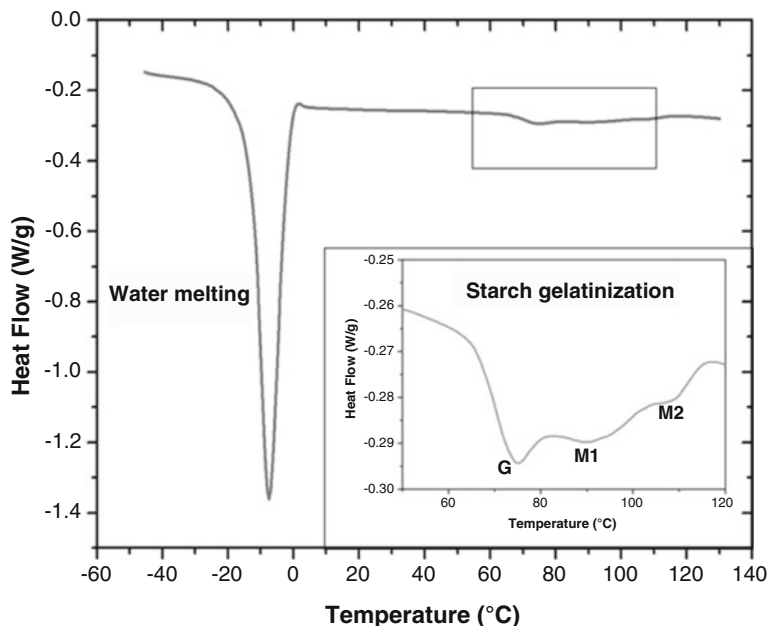 0.0
-0.2
-0.4
-0.6
-0.8
-1.0
-1.2
-1.4
Heat Flow (W/g)
Water melting
-60 -40 -20 0 20 40 60 80 100 120 140
Temperature (°C)
Starch gelatinization
-0.25
-0.26
-0.27
-0.28
-0.29
-0.30
Heat Flow (W/g)
G
M1
M2
60 80 100 120
Temperature (°C)